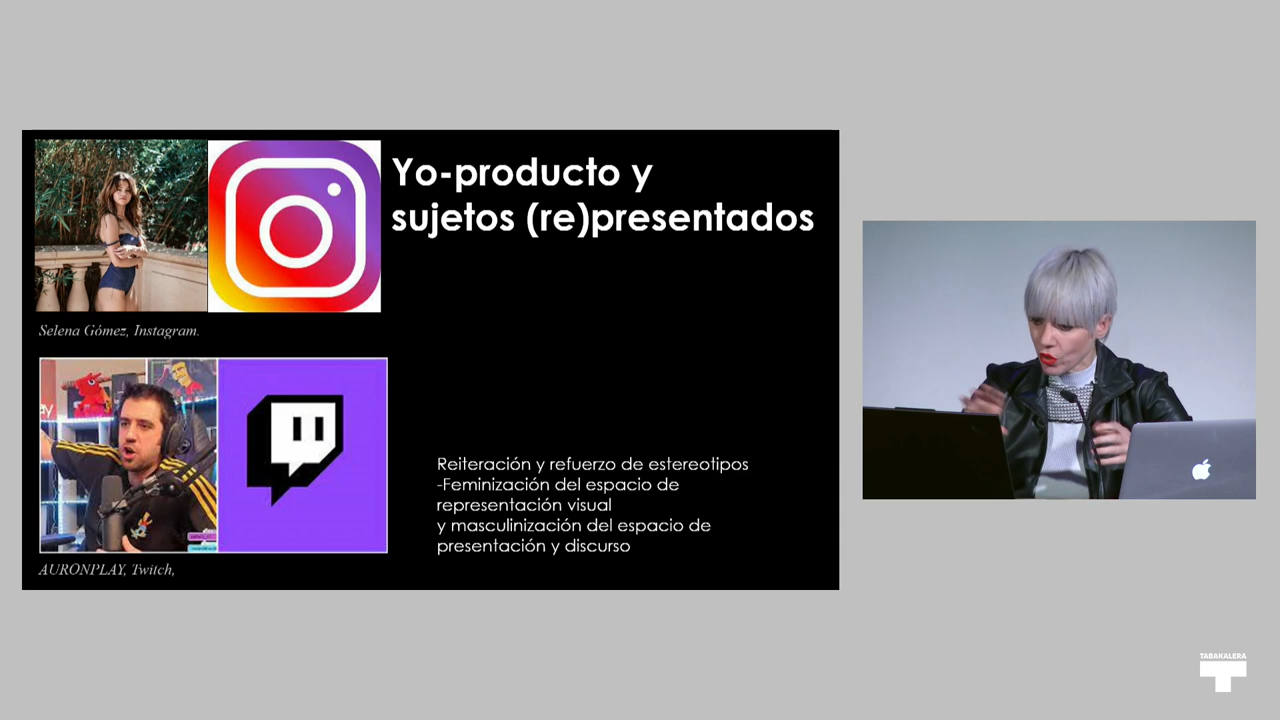 Yo-producto y
sujetos (re)presentados
Selena Gómez, Instagram.
AURONPLAY, Twitch,
Reiteración y refuerzo de estereotipos
-Feminización del espacio de
representación visual
y masculinización del espacio de
presentación y discurso
TABAKALERA